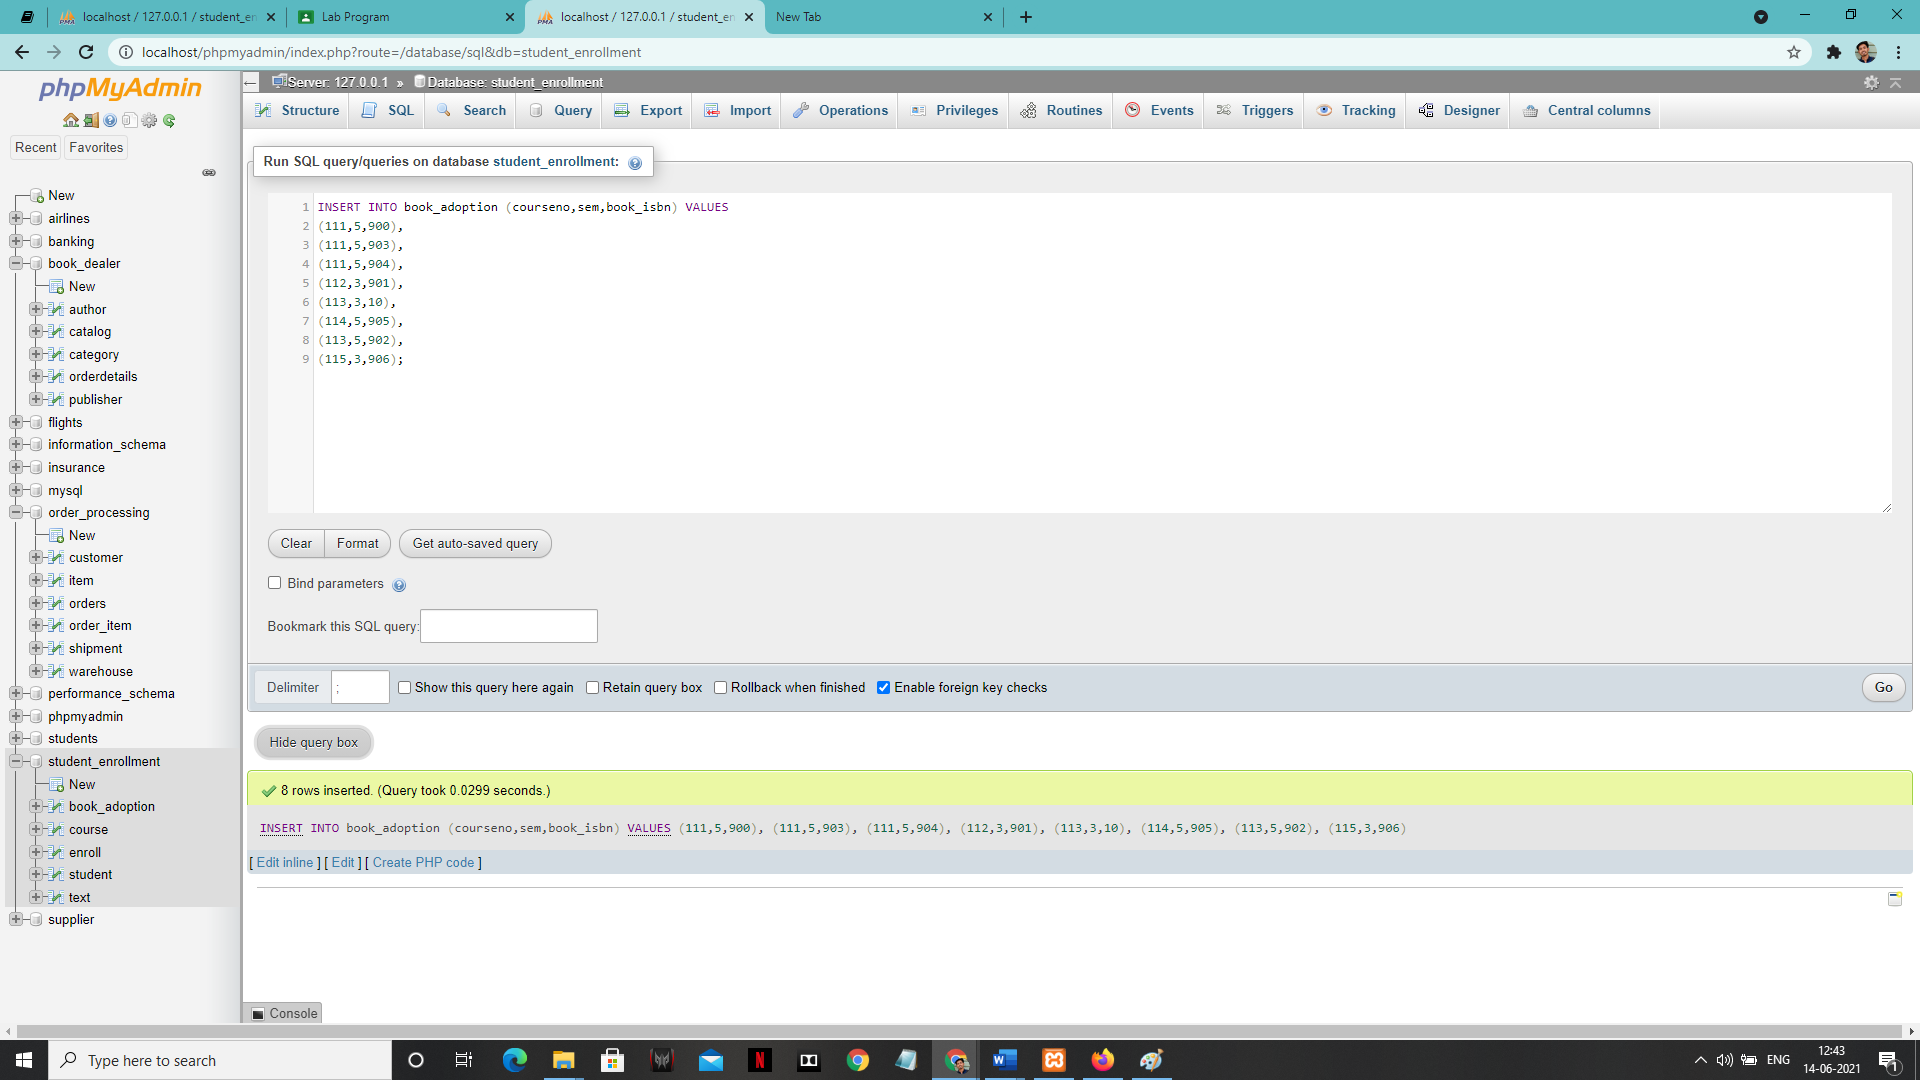 localhost / 127.0.0.1 / student_en
Lab Program
localhost / 127.0.0.1 / student_en
New Tab
localhost/phpmyadmin/index.php?route=/database/sql&db=student_enrollment
phpMyAdmin
Recent
Favorites
New
airlines
banking
book_dealer
New
author
catalog
category
orderdetails
publisher
flights
information_schema
insurance
mysql
order_processing
New
customer
item
orders
order_item
shipment
warehouse
performance_schema
phpmyadmin
students
student_enrollment
New
book_adoption
course
enroll
student
text
supplier
Server: 127.0.0.1 » Database: student_enrollment
Structure
SQL
Search
Query
Export
Import
Operations
Privileges
Routines
Events
Triggers
Tracking
Designer
Central columns
Run SQL query/queries on database student_enrollment:
1 INSERT INTO book_adoption (courseno,sem,book_isbn) VALUES
2 (111,5,900),
3 (111,5,903),
4 (111,5,904),
5 (112,3,901),
6 (113,3,10),
7 (114,5,905),
8 (113,5,902),
9 (115,3,906);
Clear
Format
Get auto-saved query
Bind parameters
Bookmark this SQL query:
Delimiter ;
Show this query here again
Retain query box
Rollback when finished
Enable foreign key checks
Go
Hide query box
8 rows inserted. (Query took 0.0299 seconds.)
INSERT INTO book_adoption (courseno,sem,book_isbn) VALUES (111,5,900), (111,5,903), (111,5,904), (112,3,901), (113,3,10), (114,5,905), (113,5,902), (115,3,906)
[ Edit inline ] [ Edit ] [ Create PHP code ]
Console
Type here to search
ENG
12:43
14-06-2021
1